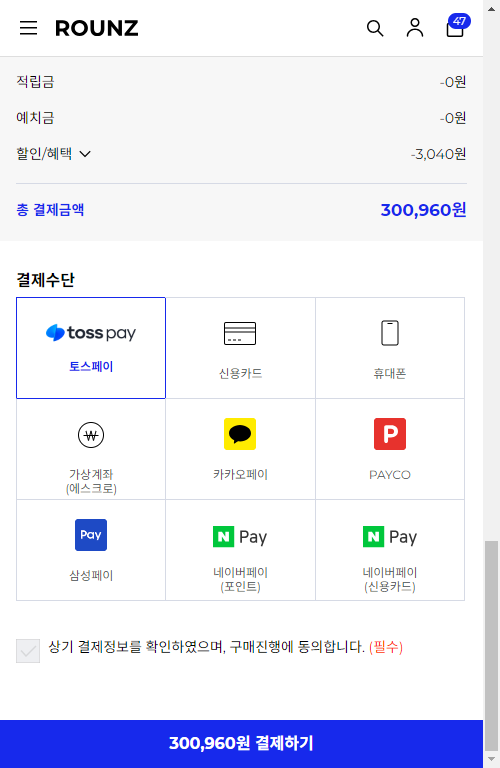 ROUNZ
47
적립금 -0원
예치금 -0원
할인/혜택 -3,040원
총 결제금액 300,960원
결제수단
toss pay
토스페이
신용카드
휴대폰
가상계좌
(에스크로)
카카오페이
P
PAYCO
Pay
삼성페이
N Pay
네이버페이
(포인트)
N Pay
네이버페이
(신용카드)
상기 결제정보를 확인하였으며, 구매진행에 동의합니다. (필수)
300,960원 결제하기